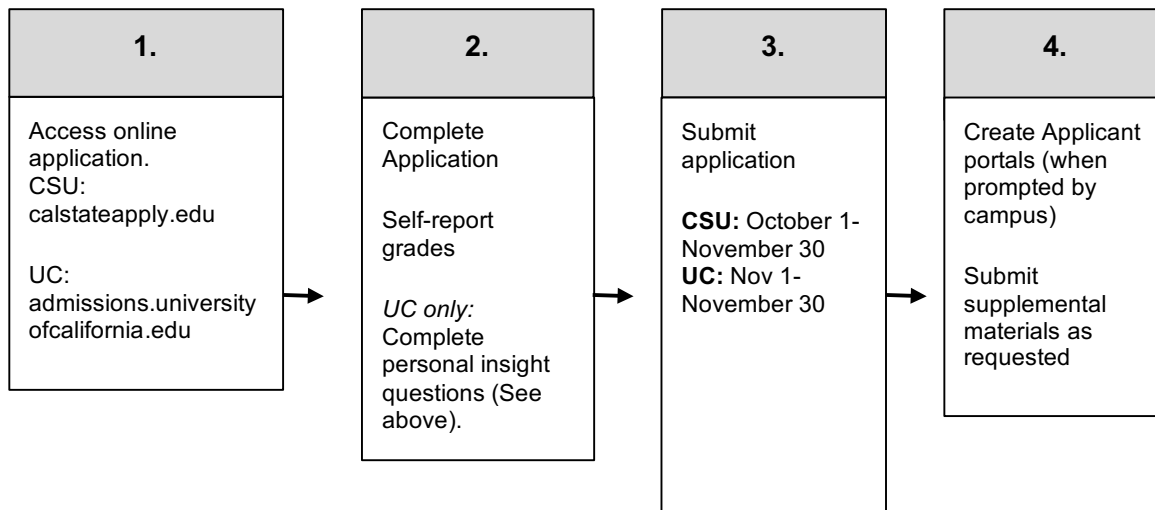 1.
Access online
application.
CSU:
calstateapply.edu
UC:
admissions.university
ofcalifornia.edu
2.
Complete
Application
Self-report
grades
UC only:
Complete
personal insight
questions (See
above).
3.
Submit
application
CSU: October 1-
November 30
UC: Nov 1-
November 30
4.
Create Applicant
portals (when
prompted by
campus)
Submit
supplemental
materials as
requested